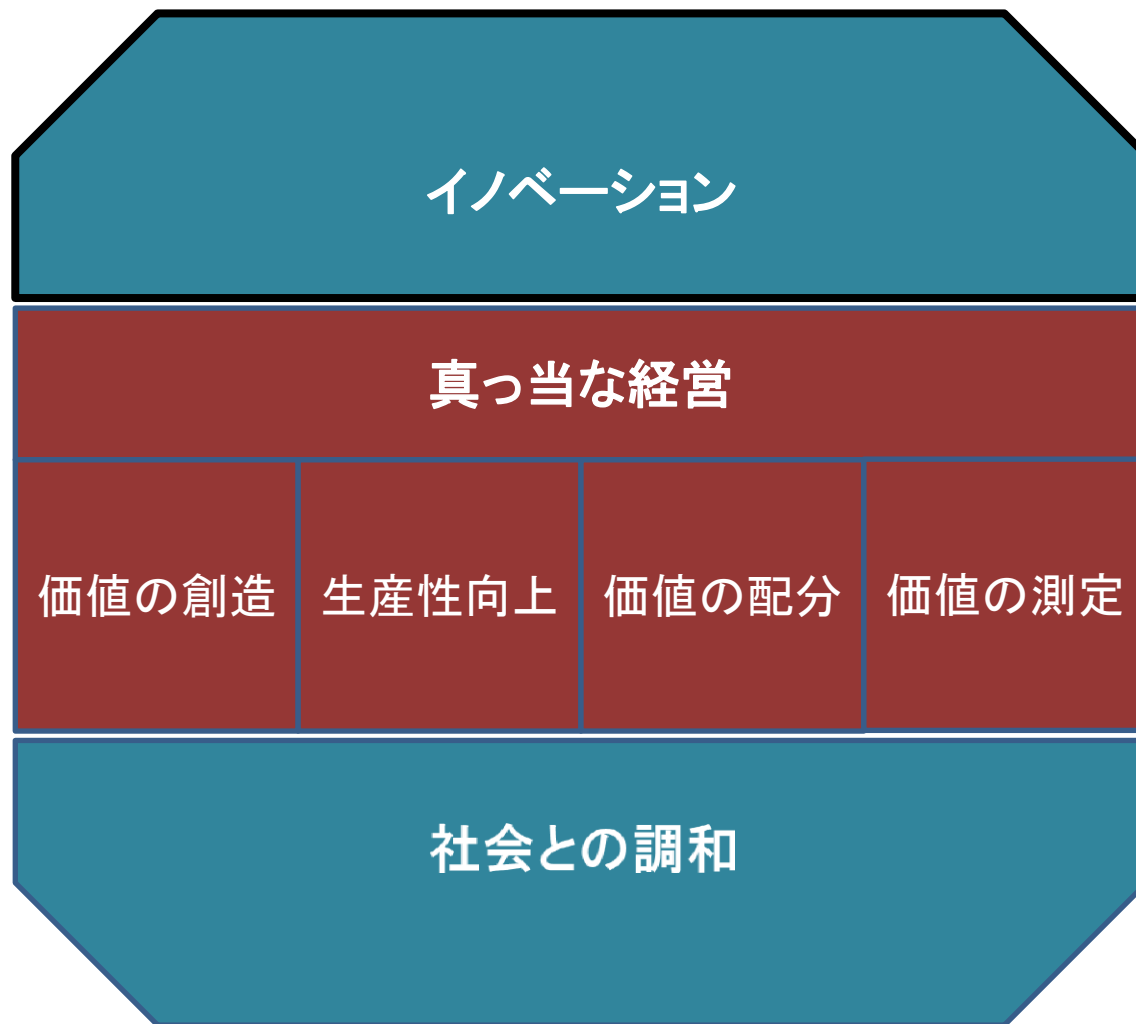 イノベーション
真っ当な経営
価値の創造
生産性向上
価値の配分
価値の測定
社会との調和